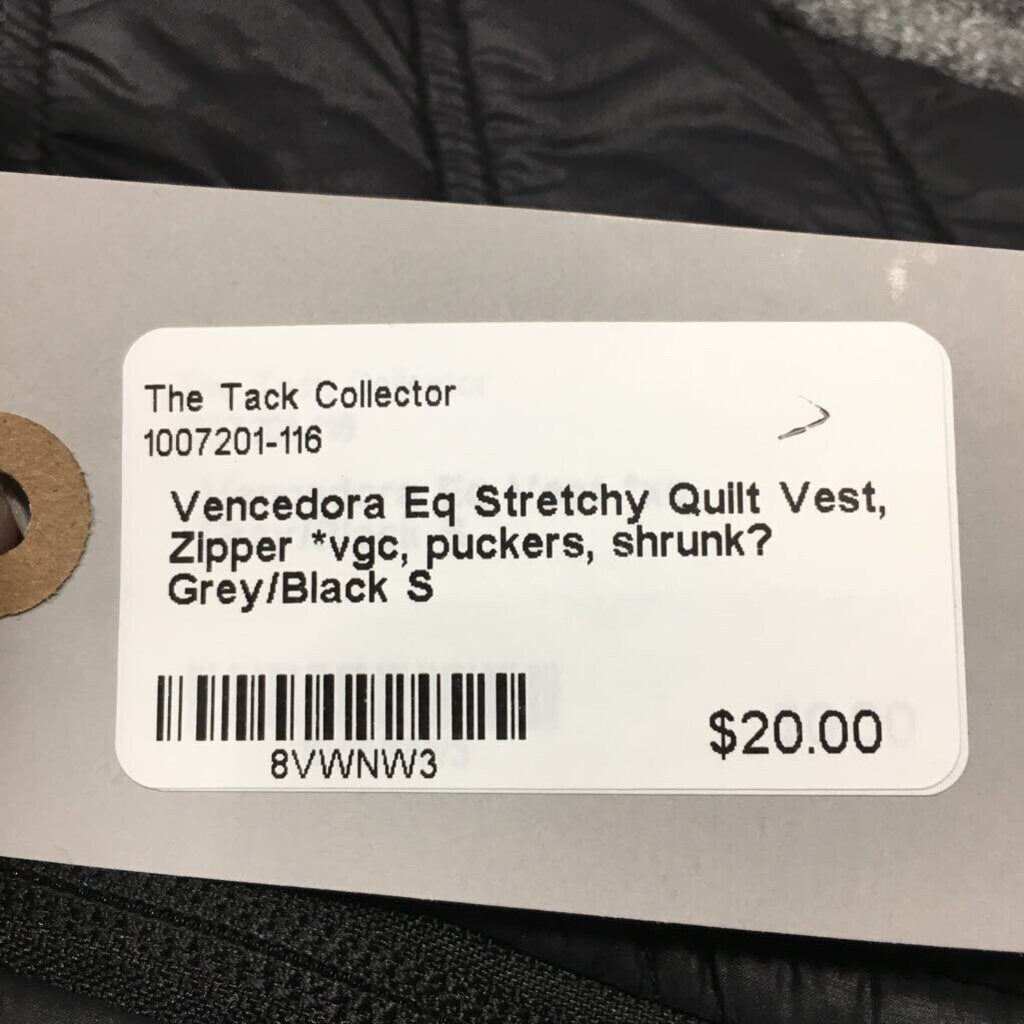 The Tack Collector
1007201-116
Vencedora Eq Stretchy Quilt Vest,
Zipper *vgc, puckers, shrunk?
Grey/Black S
8VWNW3
$20.00